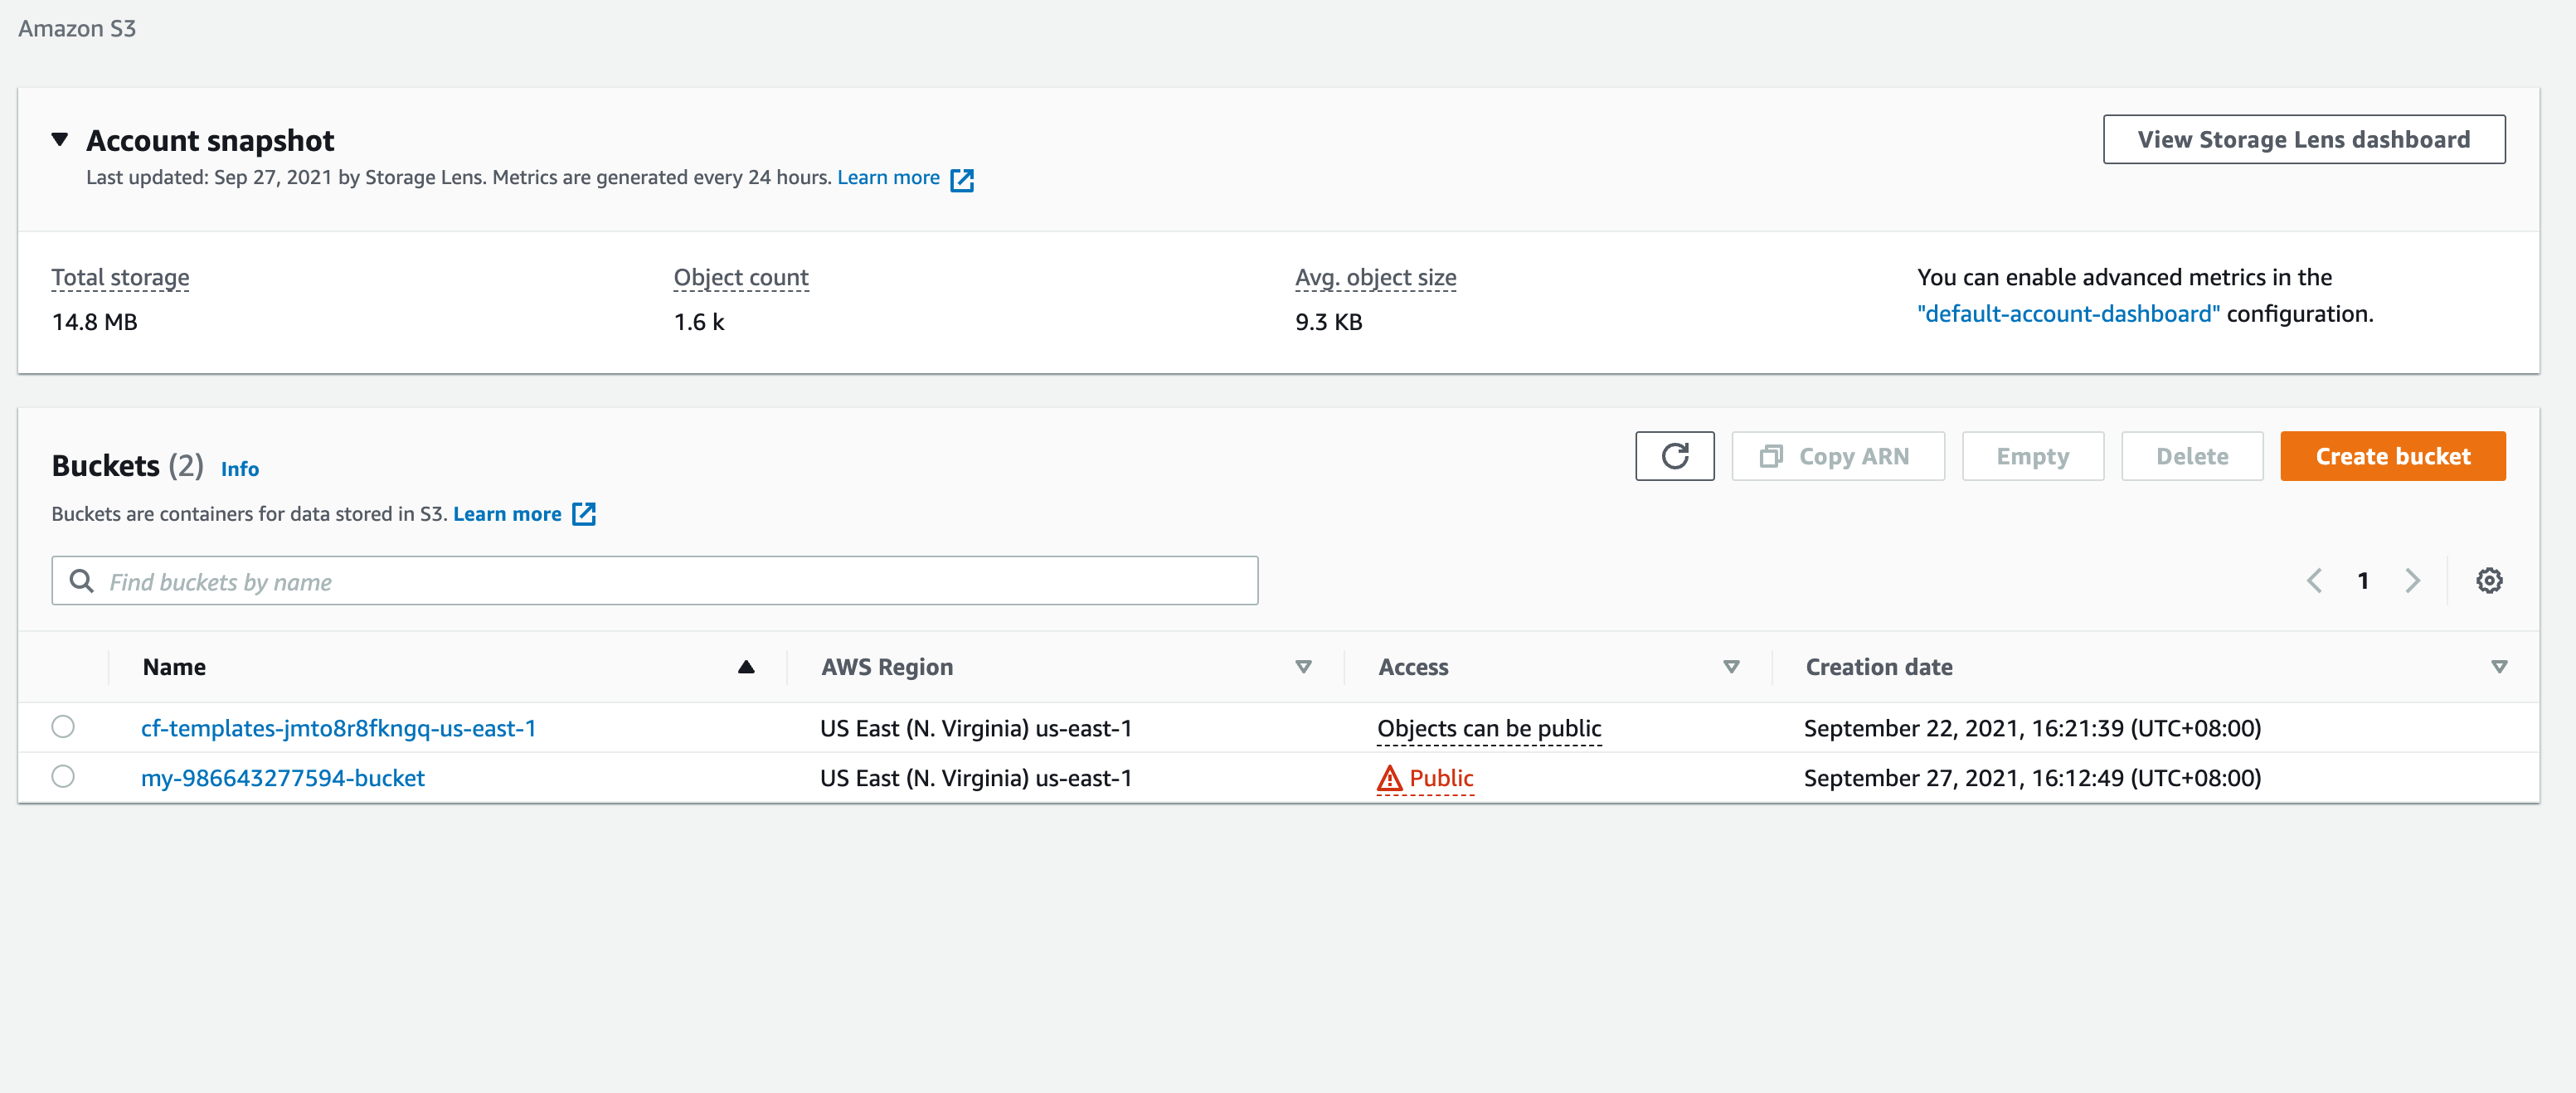 Amazon S3
Account snapshot
View Storage Lens dashboard
Last updated: Sep 27, 2021 by Storage Lens. Metrics are generated every 24 hours. Learn more
Total storage
14.8 MB
Object count
1.6 k
Avg. object size
9.3 KB
You can enable advanced metrics in the
"default-account-dashboard" configuration.
Buckets (2) Info
Copy ARN
Empty
Delete
Create bucket
Buckets are containers for data stored in S3. Learn more
Find buckets by name
1
Name AWS Region Access Creation date
cf-templates-jmto8r8fkngq-us-east-1 US East (N. Virginia) us-east-1 Objects can be public September 22, 2021, 16:21:39 (UTC+08:00)
my-986643277594-bucket US East (N. Virginia) us-east-1 Public September 27, 2021, 16:12:49 (UTC+08:00)